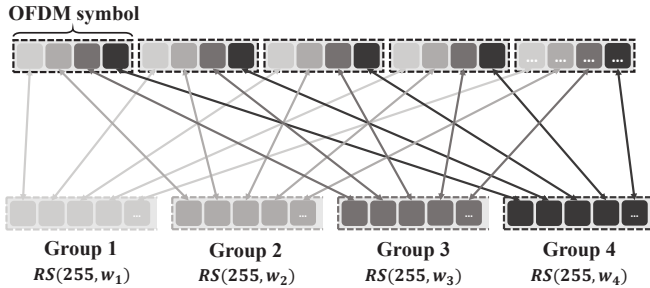 OFDM symbol
... ... ... ...
... ... ... ...
Group 1 Group 2 Group 3 Group 4
RS(255, w₁) RS(255, w₂) RS(255, w₃) RS(255, w₄)